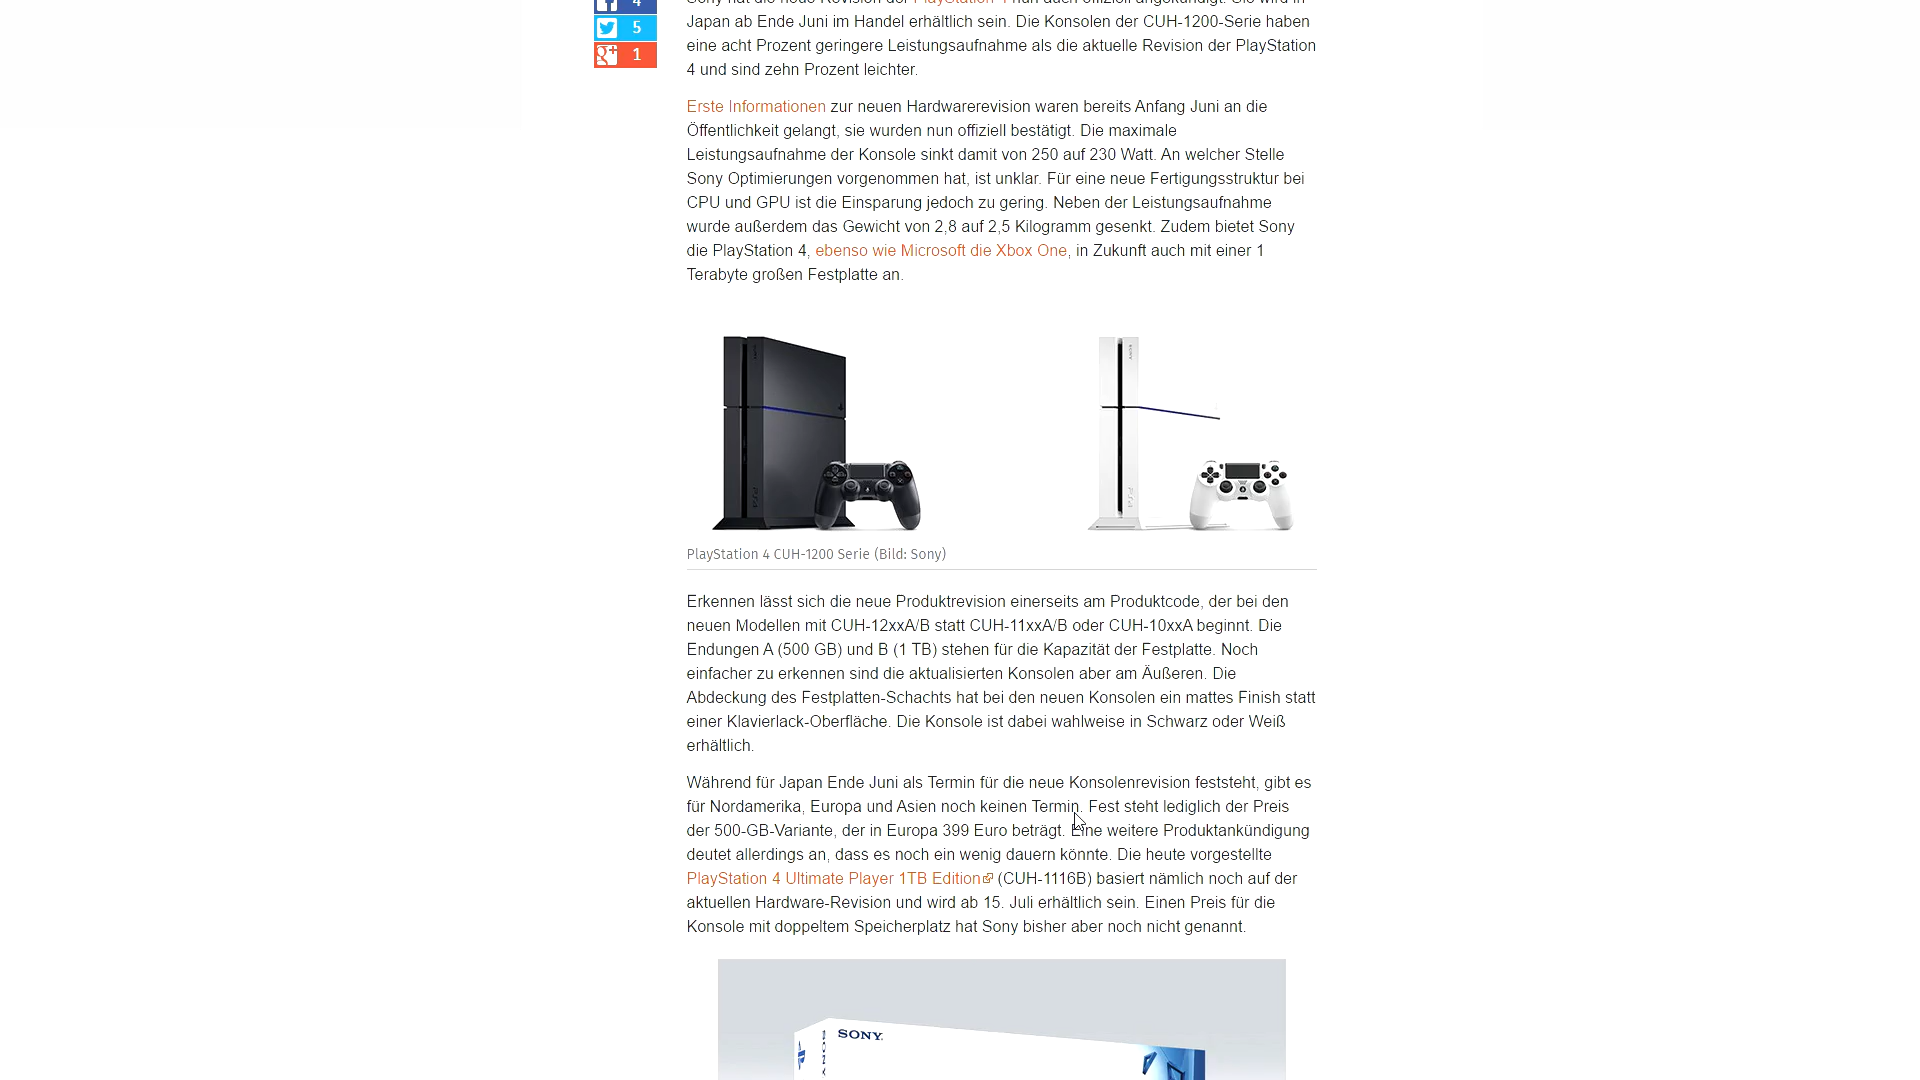 4
5
1
Sony hat die neue Revision der PlayStation 4 nun auch offiziell angekündigt. Sie wird in
Japan ab Ende Juni im Handel erhältlich sein. Die Konsolen der CUH-1200-Serie haben
eine acht Prozent geringere Leistungsaufnahme als die aktuelle Revision der PlayStation
4 und sind zehn Prozent leichter.
Erste Informationen zur neuen Hardwarerevision waren bereits Anfang Juni an die
Öffentlichkeit gelangt, sie wurden nun offiziell bestätigt. Die maximale
Leistungsaufnahme der Konsole sinkt damit von 250 auf 230 Watt. An welcher Stelle
Sony Optimierungen vorgenommen hat, ist unklar. Für eine neue Fertigungsstruktur bei
CPU und GPU ist die Einsparung jedoch zu gering. Neben der Leistungsaufnahme
wurde außerdem das Gewicht von 2,8 auf 2,5 Kilogramm gesenkt. Zudem bietet Sony
die PlayStation 4, ebenso wie Microsoft die Xbox One, in Zukunft auch mit einer 1
Terabyte großen Festplatte an.
PlayStation 4 CUH-1200 Serie (Bild: Sony)
Erkennen lässt sich die neue Produktrevision einerseits am Produktcode, der bei den
neuen Modellen mit CUH-12xxA/B statt CUH-11xxA/B oder CUH-10xxA beginnt. Die
Endungen A (500 GB) und B (1 TB) stehen für die Kapazität der Festplatte. Noch
einfacher zu erkennen sind die aktualisierten Konsolen aber am Äußeren. Die
Abdeckung des Festplatten-Schachts hat bei den neuen Konsolen ein mattes Finish statt
einer Klavierlack-Oberfläche. Die Konsole ist dabei wahlweise in Schwarz oder Weiß
erhältlich.
Während für Japan Ende Juni als Termin für die neue Konsolenrevision feststeht, gibt es
für Nordamerika, Europa und Asien noch keinen Termin. Fest steht lediglich der Preis
der 500-GB-Variante, der in Europa 399 Euro beträgt. Eine weitere Produktankündigung
deutet allerdings an, dass es noch ein wenig dauern könnte. Die heute vorgestellte
PlayStation 4 Ultimate Player 1TB Edition (CUH-1116B) basiert nämlich noch auf der
aktuellen Hardware-Revision und wird ab 15. Juli erhältlich sein. Einen Preis für die
Konsole mit doppeltem Speicherplatz hat Sony bisher aber noch nicht genannt.
SONY